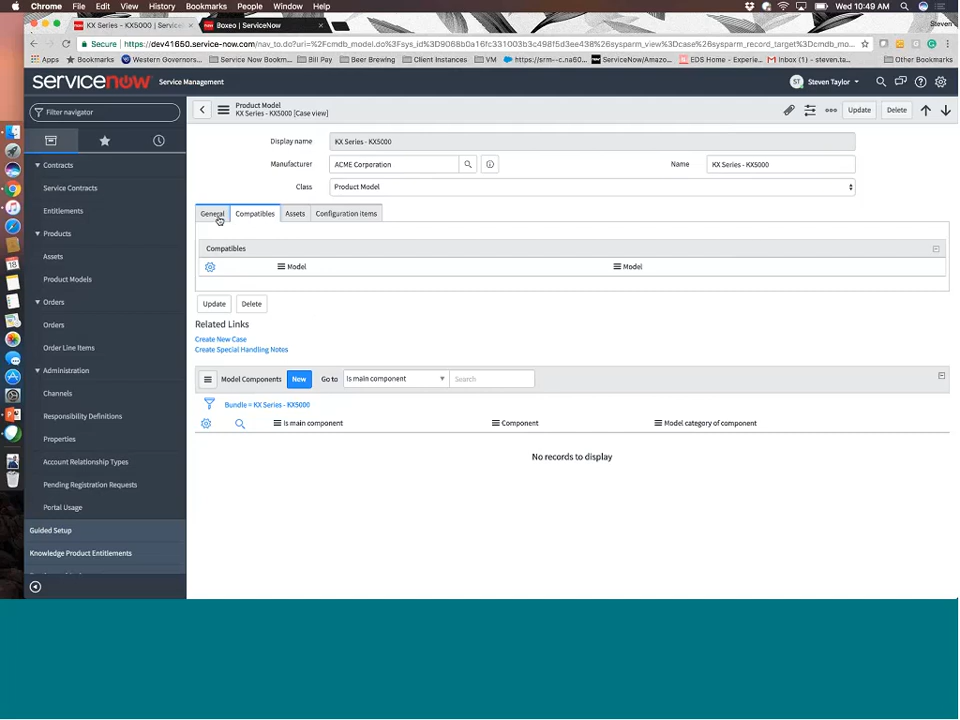 Chrome File Edit View History Bookmarks People Window Help Wed 10:49 AM
KX Series - KX5000 | ServiceN Boxeo | ServiceNow Steven
Secure https://dev41650.service-now.com/nav_to.do?uri=%2Fcmdb_model.do%3Fsys_id%3D9068b0a16fc331003b3c498f5d3ee438%26sysparm_view%3Dcase%26sysparm_record_target%3Dcmdb_mo...
Apps Bookmarks Western Governors... Service Now Bookm... Bill Pay Beer Brewing Client Instances VM https://srm--c.na60... ServiceNow/Amazo... EDS Home - Experie... Inbox (1) - steven.ta... Other Bookmarks
servicenow Service Management Steven Taylor
Filter navigator
Product Model
KX Series - KX5000 [Case view]
Update Delete
Display name KX Series - KX5000
Manufacturer ACME Corporation Name KX Series - KX5000
Class Product Model
General Compatibles Assets Configuration Items
Compatibles
Model Model
Update Delete
Related Links
Create New Case
Create Special Handling Notes
Model Components New Go to Is main component Search
Bundle = KX Series - KX5000
Is main component Component Model category of component
No records to display
Contracts
Service Contracts
Entitlements
Products
Assets
Product Models
Orders
Orders
Order Line Items
Administration
Channels
Responsibility Definitions
Properties
Account Relationship Types
Pending Registration Requests
Portal Usage
Guided Setup
Knowledge Product Entitlements